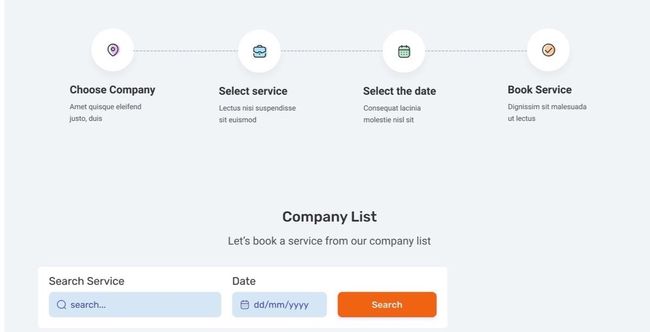 Choose Company
Amet quisque eleifend
justo, duis
Select service
Lectus nisi suspendisse
sit euismod
Select the date
Consequat lacinia
molestie nisl sit
Book Service
Dignissim sit malesuada
ut lectus
Company List
Let's book a service from our company list
Search Service
search...
Date
dd/mm/yyyy
Search